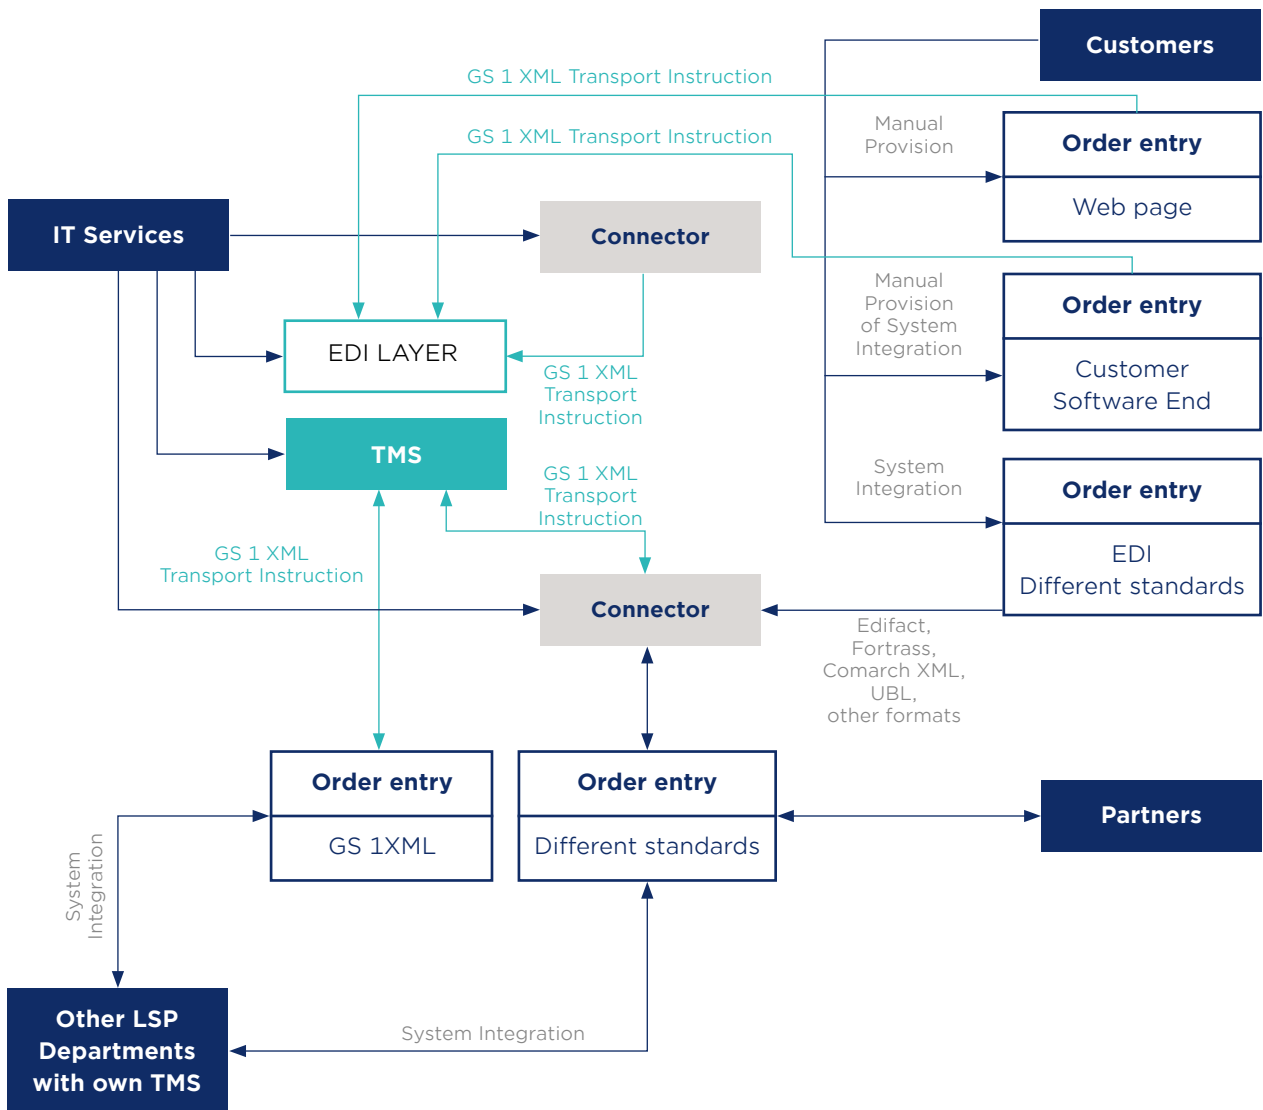 Customers
GS 1 XML Transport Instruction
GS 1 XML Transport Instruction
Manual
Provision
Order entry
Web page
IT Services
Connector
Manual
Provision
of System
Integration
Order entry
Customer
Software End
EDI LAYER
GS 1 XML
Transport
Instruction
TMS
GS 1 XML
Transport
Instruction
System
Integration
Order entry
EDI
Different standards
GS 1 XML
Transport Instruction
Connector
Edifact,
Fortrass,
Comarch XML,
UBL,
other formats
Order entry
GS 1XML
Order entry
Different standards
Partners
System
Integration
Other LSP
Departments
with own TMS
System Integration